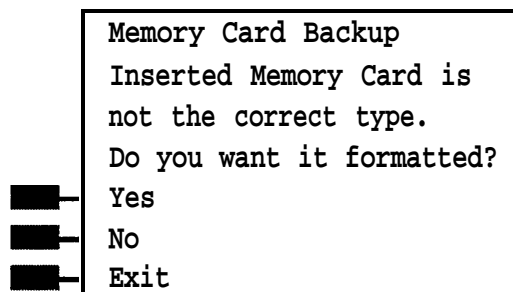 Memory Card Backup
Inserted Memory Card is
not the correct type.
Do you want it formatted?
Yes
No
Exit